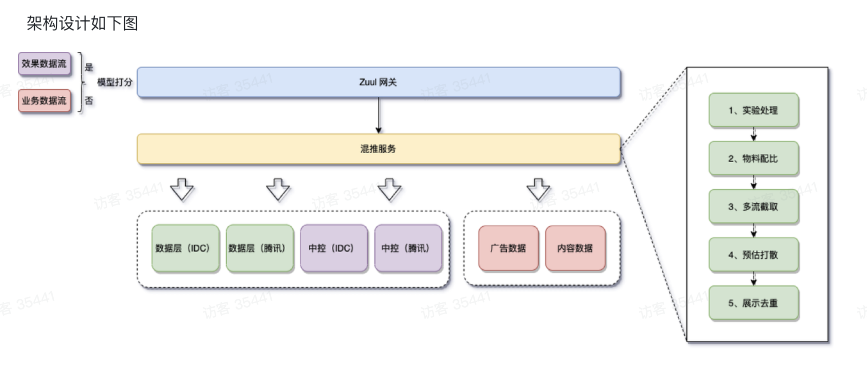 架构设计如下图
效果数据流
是
模型打分
业务数据流
否
Zuul 网关
混推服务
数据层（IDC）
数据层（腾讯）
中控（IDC）
中控（腾讯）
广告数据
内容数据
1、实验处理
2、物料配比
3、多流截取
4、预估打散
5、展示去重
访客 35441
访客 35441
访客 35441
访客 35441
访客 35441
访客 35441
访客 35441
访客 35441
访客 35441